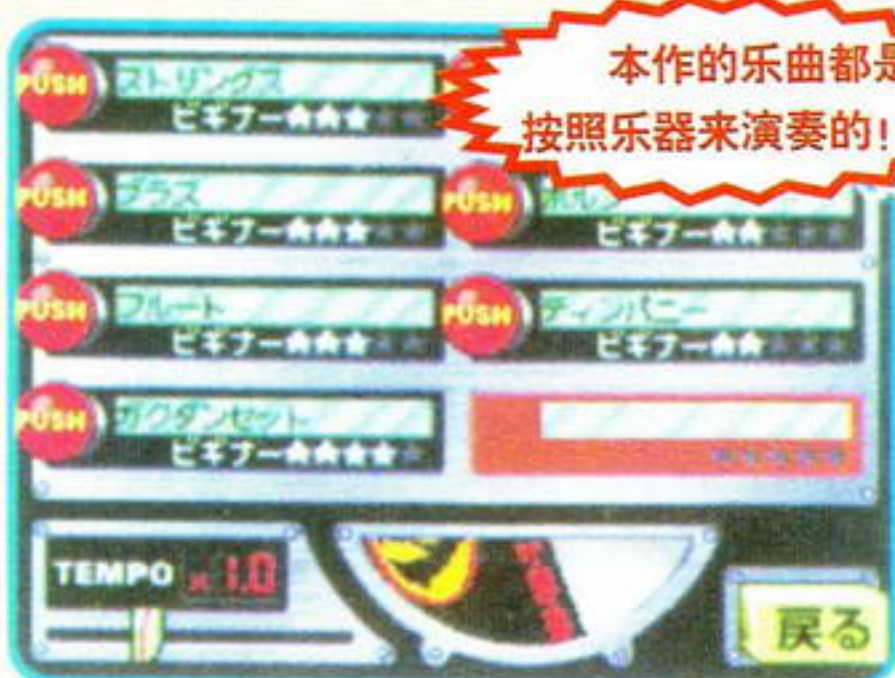 本作的乐曲都是
按照乐器来演奏的！
PUSH
ストリングス
ビギナー★★★★★
PUSH
ブラス
ビギナー★★★★★
PUSH
ビギナー★★★★★
PUSH
フルート
ビギナー★★★★★
PUSH
ティンパニー
ビギナー★★★★★
PUSH
ガクダンセット
ビギナー★★★★★
★★★★★
TEMPO ×1.0
戻る